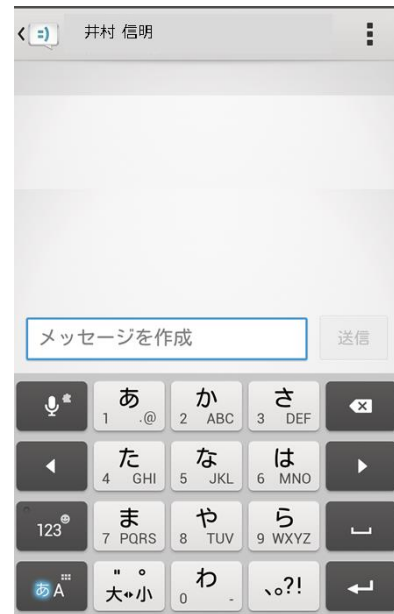 :) 井村 信明
メッセージを作成 送信
あ か さ
1 .@ 2 ABC 3 DEF
た な は
4 GHI 5 JKL 6 MNO
123 ま や ら
7 PQRS 8 TUV 9 WXYZ
あA 大⇔小 わ 、。?!
0 -